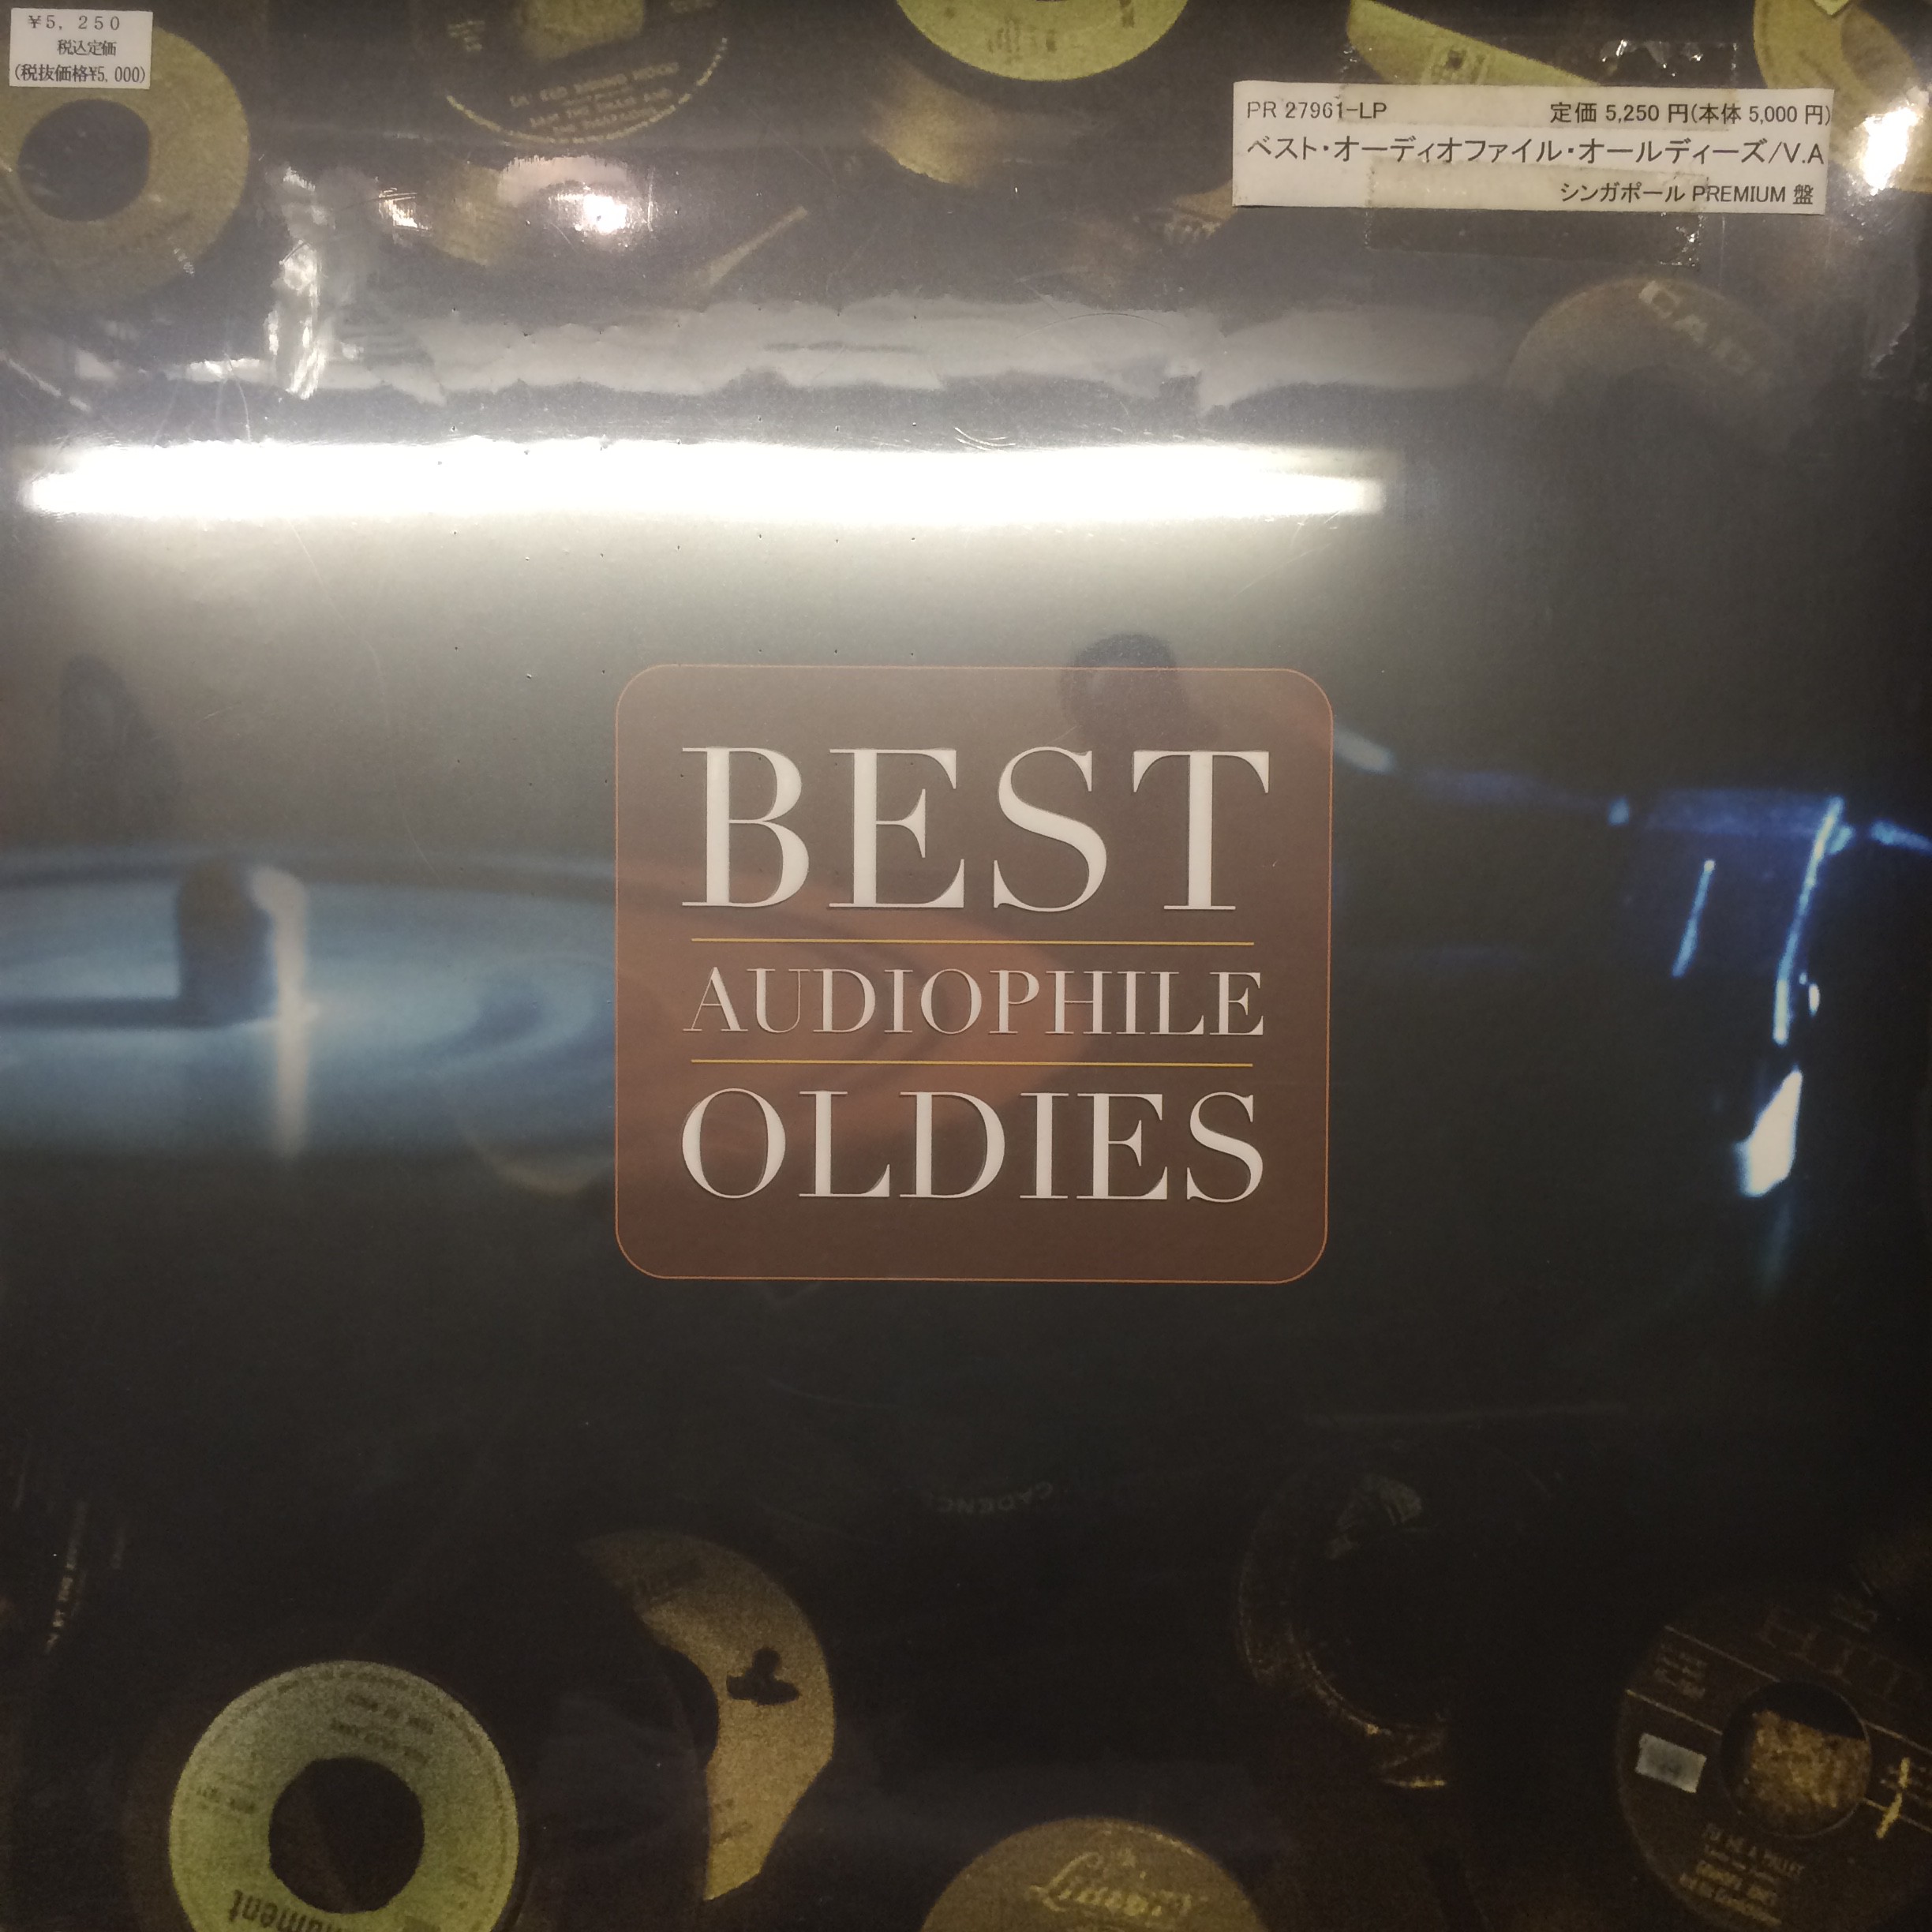 ¥5,250
税込定価
(税抜価格¥5,000)
PR 27961-LP 定価 5,250 円(本体 5,000 円)
ベスト・オーディオファイル・オールディーズ/V.A
シンガポール PREMIUM 盤
BEST
AUDIOPHILE
OLDIES
CADENCE
Liberty